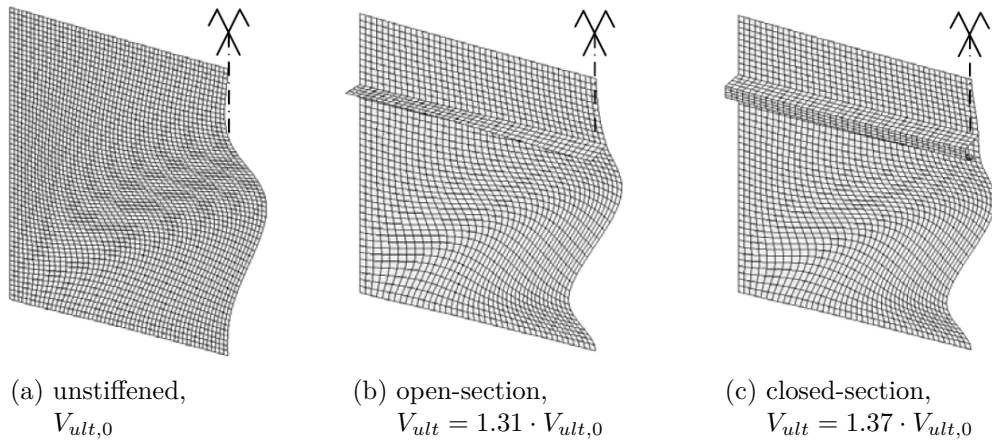 (a) unstiffened,
V_{ult,0}
(b) open-section,
V_{ult} = 1.31 · V_{ult,0}
(c) closed-section,
V_{ult} = 1.37 · V_{ult,0}